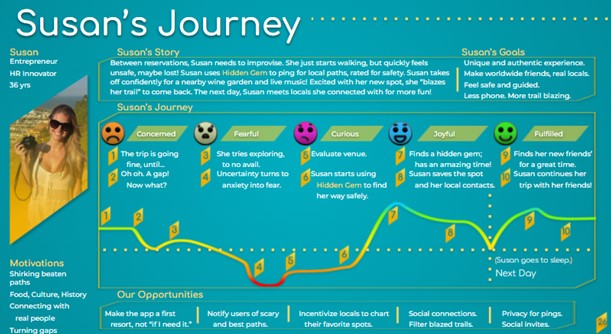 Susan's Journey
Susan
Entrepreneur
HR Innovator
36 yrs
Susan's Story
Between reservations, Susan needs to improvise. She just starts walking, but quickly feels
unsafe, maybe lost! Susan uses Hidden Gem to ping for local paths, rated for safety. Susan takes
off confidently for a nearby wine garden and live music! Excited with her new spot, she "blazes
her trail" to come back. The next day, Susan meets locals she connected with for more fun!
Susan's Goals
Unique and authentic experience.
Make worldwide friends, real locals.
Feel safe and guided.
Less phone. More trail blazing.
Susan's Journey
Concerned
1 The trip is going
fine, until...
2 Oh oh. A gap!
Now what?
Fearful
3 She tries exploring,
to no avail.
4 Uncertainty turns to
anxiety into fear.
Curious
5 Evaluate venue.
6 Susan starts using
Hidden Gem to find
her way safely.
Joyful
7 Finds a hidden gem;
has an amazing time!
8 Susan saves the spot
and her local contacts.
Fulfilled
9 Finds her new friends'
for a great time.
10 Susan continues her
trip with her friends!
1
2
3
4
5
6
7
8
9
10
(Susan goes to sleep.)
Next Day
Motivations
Shirking beaten
paths
Food, Culture, History
Connecting with
real people
Turning gaps
Our Opportunities
Make the app a first
resort, not "if I need it."
Notify users of scary
and best paths.
Incentivize locals to chart
their favorite spots.
Social connections.
Filter blazed trails.
Privacy for pings.
Social invites.